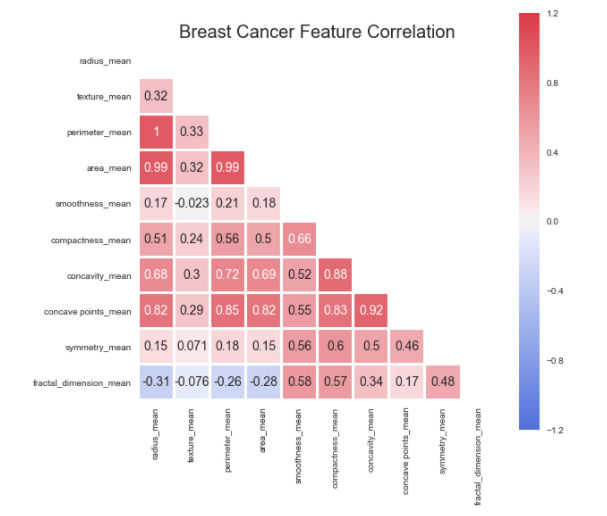 Breast Cancer Feature Correlation
radius_mean
texture_mean 0.32
perimeter_mean 1 0.33
area_mean 0.99 0.32 0.99
smoothness_mean 0.17 -0.023 0.21 0.18
compactness_mean 0.51 0.24 0.56 0.5 0.66
concavity_mean 0.68 0.3 0.72 0.69 0.52 0.88
concave points_mean 0.82 0.29 0.85 0.82 0.55 0.83 0.92
symmetry_mean 0.15 0.071 0.18 0.15 0.56 0.6 0.5 0.46
fractal_dimension_mean -0.31 -0.076 -0.26 -0.28 0.58 0.57 0.34 0.17 0.48
radius_mean
texture_mean
perimeter_mean
area_mean
smoothness_mean
compactness_mean
concavity_mean
concave points_mean
symmetry_mean
fractal_dimension_mean
1.2
0.8
0.4
0.0
−0.4
−0.8
−1.2